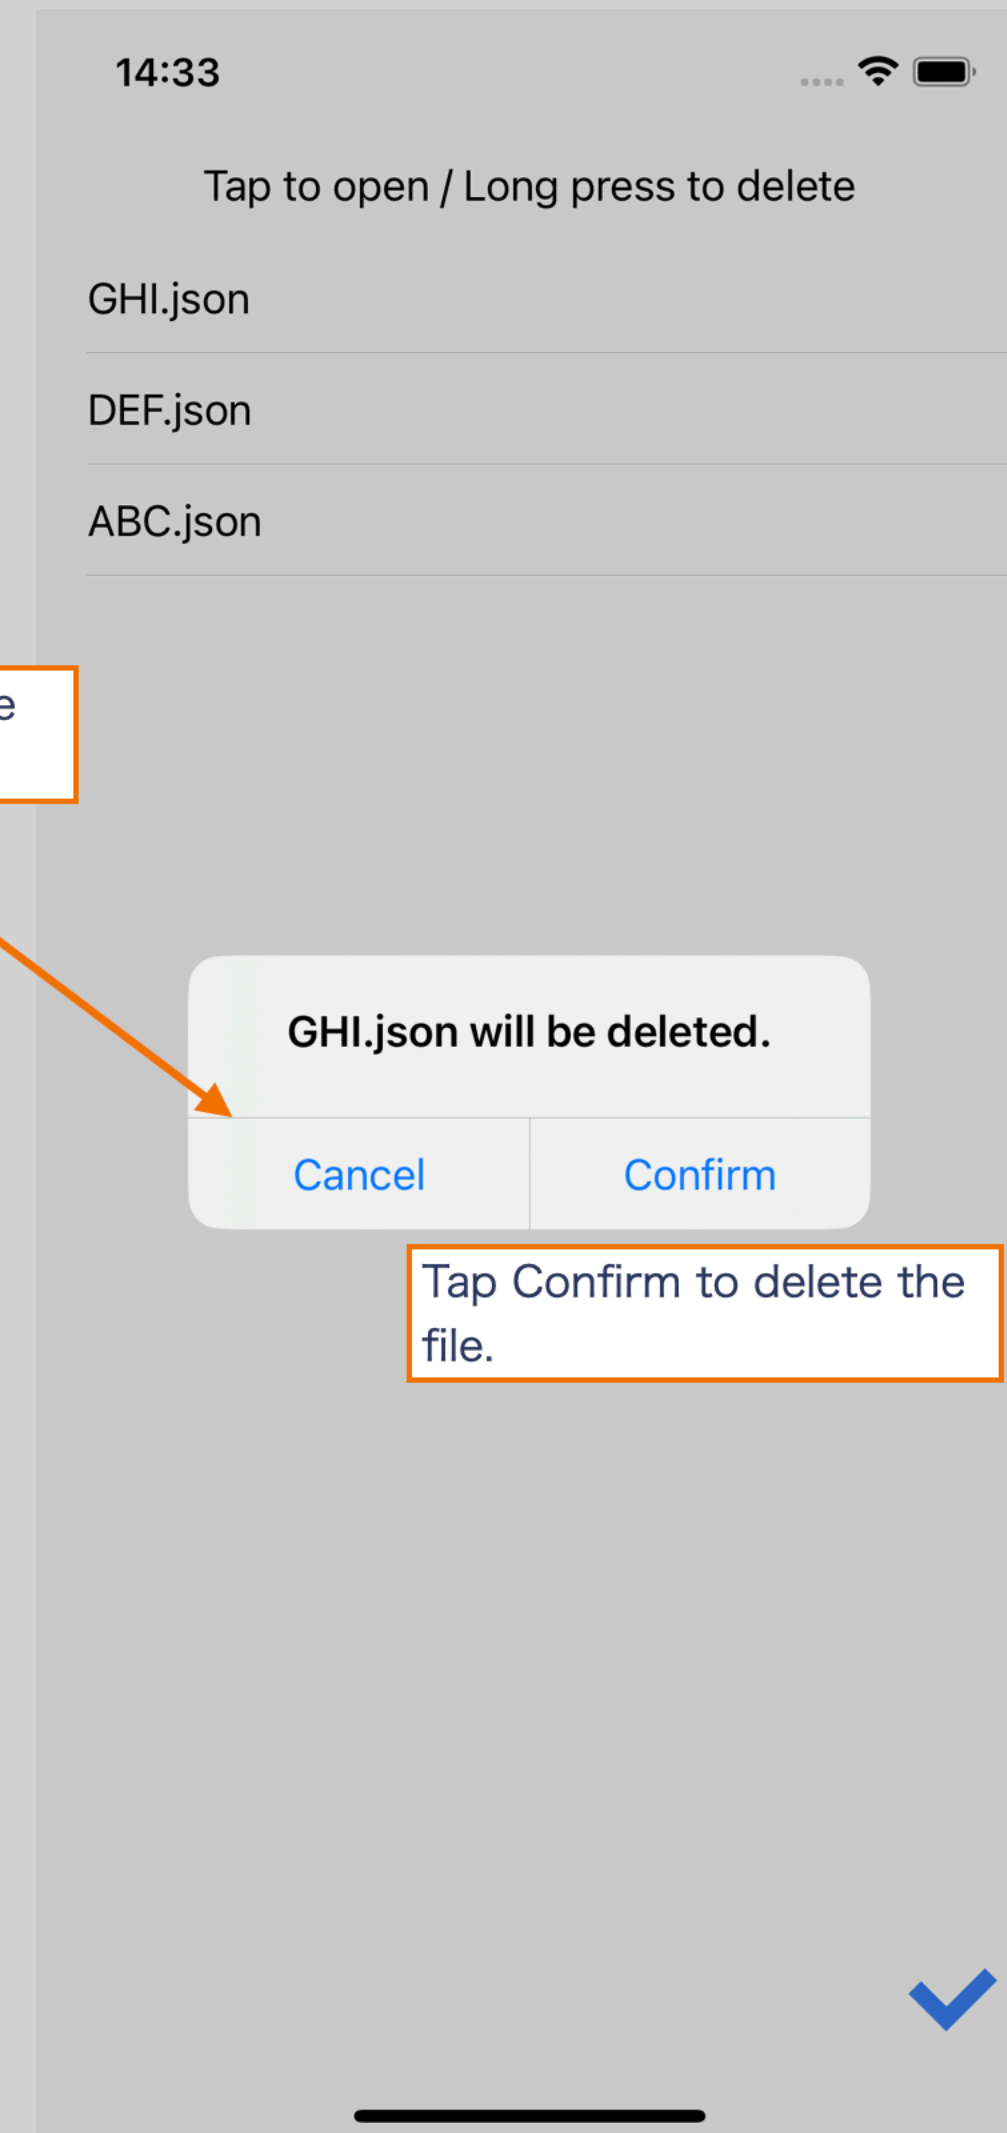 14:33
Tap to open / Long press to delete
GHI.json
DEF.json
ABC.json
GHI.json will be deleted.
Cancel
Confirm
Tap Confirm to delete the
file.